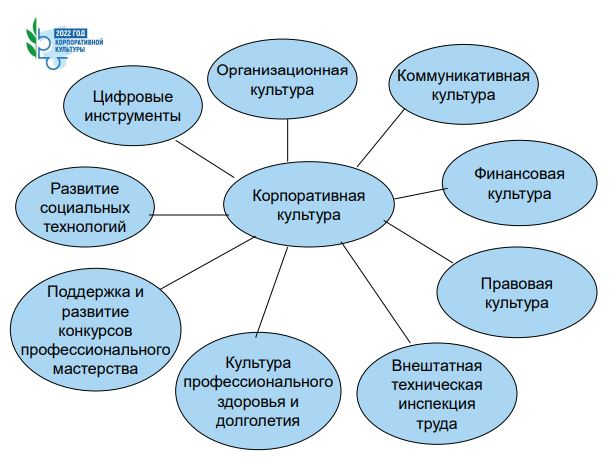 2022 ГОД
КОРПОРАТИВНОЙ
КУЛЬТУРЫ
Организационная
культура
Коммуникативная
культура
Цифровые
инструменты
Финансовая
культура
Корпоративная
культура
Развитие
социальных
технологий
Правовая
культура
Поддержка и
развитие
конкурсов
профессионального
мастерства
Культура
профессионального
здоровья и
долголетия
Внештатная
техническая
инспекция
труда